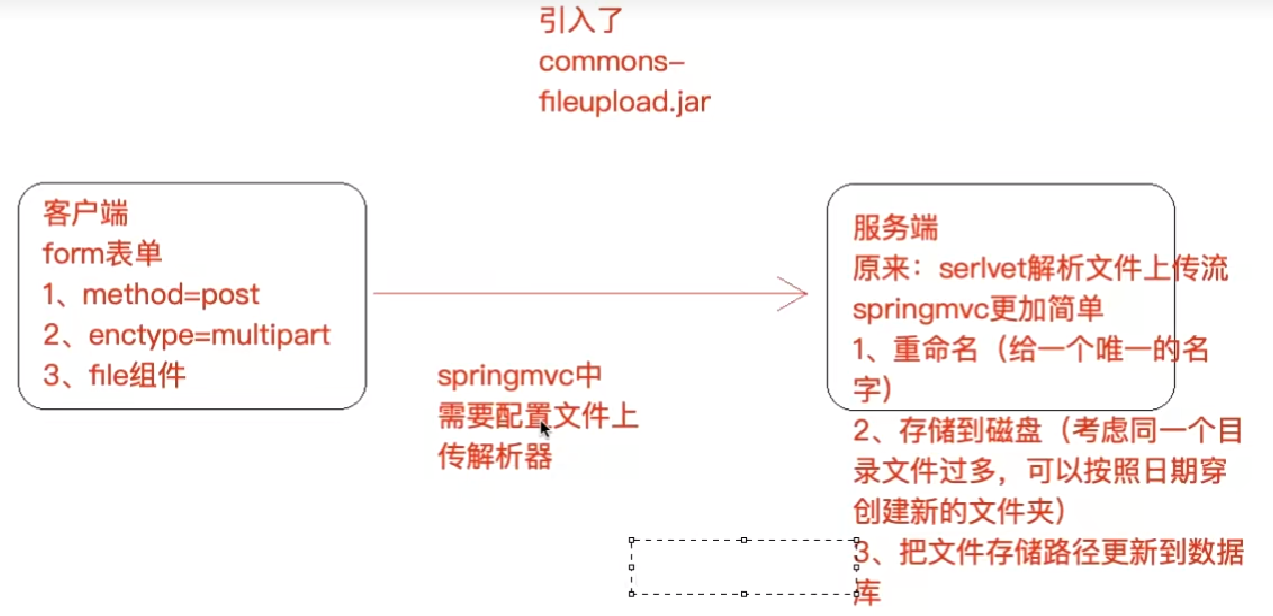 引入了
commons-
fileupload.jar
客户端
form表单
1、method=post
2、enctype=multipart
3、file组件
springmvc中
需要配置文件上
传解析器
服务端
原来：serlvet解析文件上传流
springmvc更加简单
1、重命名（给一个唯一的名
字）
2、存储到磁盘（考虑同一个目
录文件过多，可以按照日期穿
创建新的文件夹）
3、把文件存储路径更新到数据
库